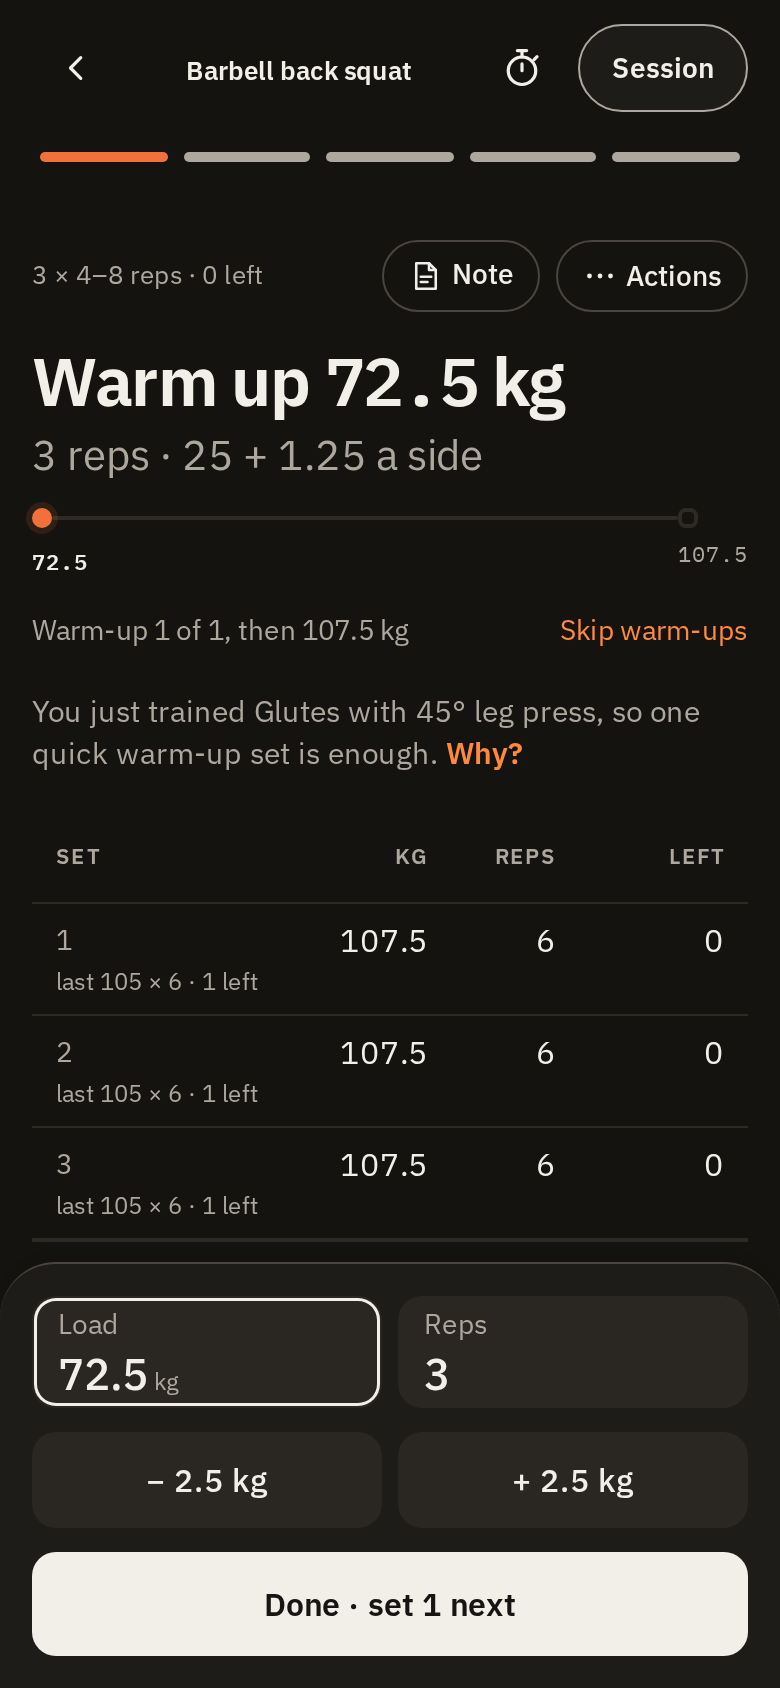 Barbell back squat
Session
3 × 4–8 reps · 0 left
Note
Actions
Warm up 72.5 kg
3 reps · 25 + 1.25 a side
72.5
107.5
Warm-up 1 of 1, then 107.5 kg
Skip warm-ups
You just trained Glutes with 45° leg press, so one
quick warm-up set is enough. Why?
SET KG REPS LEFT
1 107.5 6 0
last 105 × 6 · 1 left
2 107.5 6 0
last 105 × 6 · 1 left
3 107.5 6 0
last 105 × 6 · 1 left
Load
72.5 kg
Reps
3
– 2.5 kg
+ 2.5 kg
Done · set 1 next